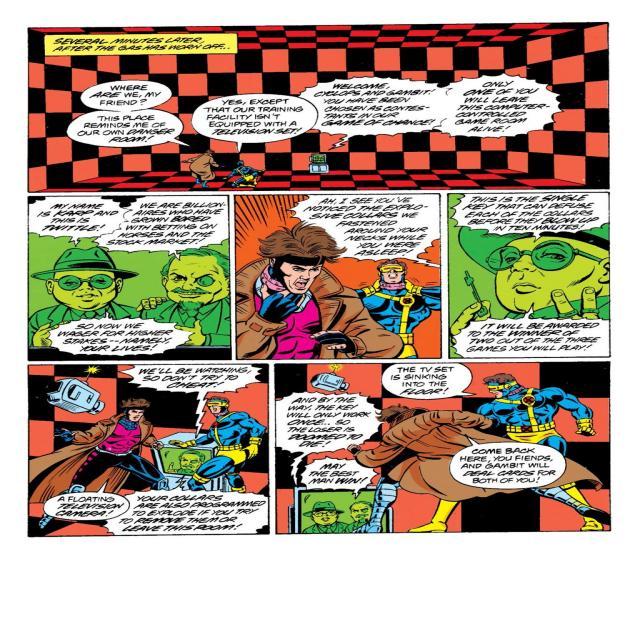 SEVERAL MINUTES LATER,
AFTER THE GAS HAS WORN OFF...
WHERE
ARE WE, MY
FRIEND?
THIS PLACE
REMINDS ME OF
OUR OWN DANGER
ROOM!
YES, EXCEPT
THAT OUR TRAINING
FACILITY ISN'T
EQUIPPED WITH A
TELEVISION SET!
WELCOME,
CYCLOPS AND GAMBIT!
YOU HAVE BEEN
CHOSEN AS CONTES-
TANTS IN OUR
GAME OF CHANCE!
ONLY
ONE OF YOU
WILL LEAVE
THIS COMPUTER-
CONTROLLED
GAME ROOM
ALIVE!
MY NAME
IS KARP AND
THIS IS
TWITTLE!
WE ARE BILLION-
AIRES WHO HAVE
GROWN BORED
WITH BETTING ON
HORSES AND THE
STOCK MARKET!
SO NOW WE
WAGER FOR HIGHER
STAKES--NAMELY,
YOUR LIVES!
AH, I SEE YOU'VE
NOTICED THE EXPLO-
SIVE COLLARS WE
FASTENED
AROUND YOUR
NECKS WHILE
YOU WERE
ASLEEP!
THIS IS THE SINGLE
KEY THAT CAN DEFUSE
EACH OF THE COLLARS
BEFORE THEY BLOW UP
IN TEN MINUTES!
IT WILL BE AWARDED
TO THE WINNER OF
TWO OUT OF THE THREE
GAMES YOU WILL PLAY!
WE'LL BE WATCHING,
SO DON'T TRY TO
CHEAT!
A FLOATING
TELEVISION
CAMERA!
YOUR COLLARS
ARE ALSO PROGRAMMED
TO EXPLODE IF YOU TRY
TO REMOVE THEM OR
LEAVE THIS ROOM!
AND BY THE
WAY, THE KEY
WILL ONLY WORK
ONCE... SO
THE LOSER IS
DOOMED TO
DIE!
MAY
THE BEST
MAN WIN!
THE TV SET
IS SINKING
INTO THE
FLOOR!
COME BACK
HERE, YOU FIENDS,
AND GAMBIT WILL
DEAL CARDS FOR
BOTH OF YOU!